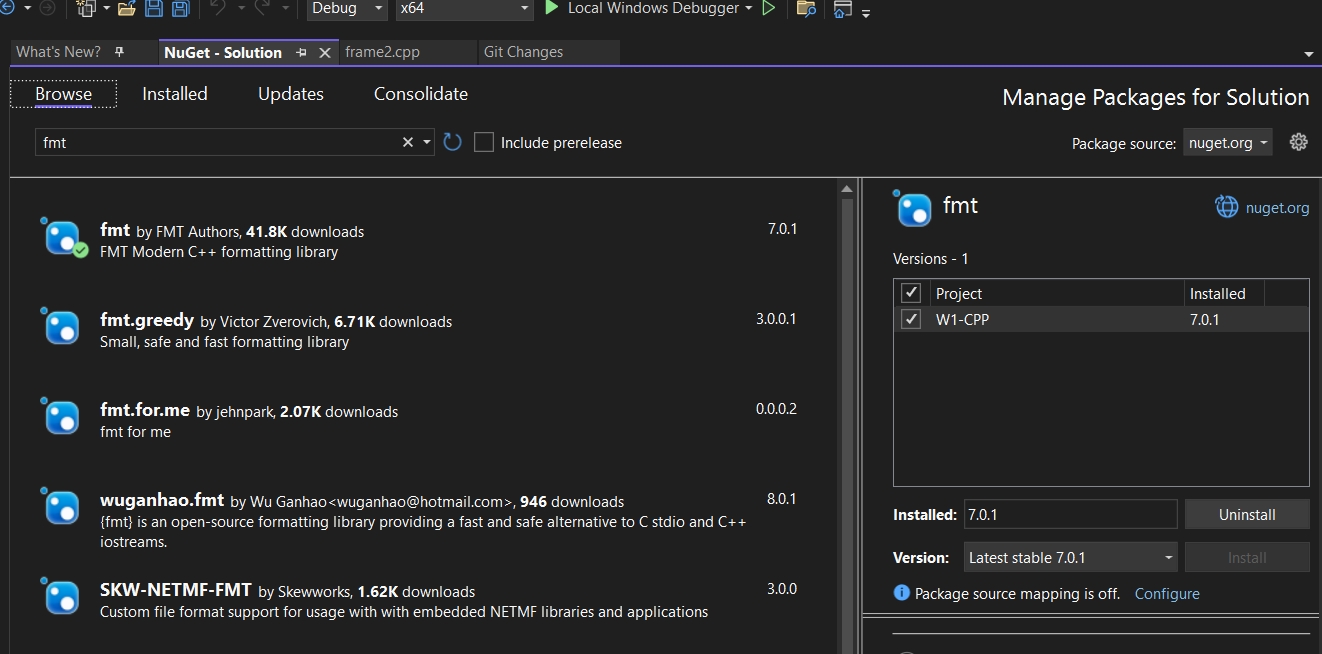 Debug x64 Local Windows Debugger
What's New? NuGet - Solution frame2.cpp Git Changes
Browse Installed Updates Consolidate
Manage Packages for Solution
fmt Include prerelease
Package source: nuget.org
fmt by FMT Authors, 41.8K downloads 7.0.1
FMT Modern C++ formatting library
fmt.greedy by Victor Zverovich, 6.71K downloads 3.0.0.1
Small, safe and fast formatting library
fmt.for.me by jehnpark, 2.07K downloads 0.0.0.2
fmt for me
wuganhao.fmt by Wu Ganhao<wuganhao@hotmail.com>, 946 downloads 8.0.1
{fmt} is an open-source formatting library providing a fast and safe alternative to C stdio and C++
iostreams.
SKW-NETMF-FMT by Skewworks, 1.62K downloads 3.0.0
Custom file format support for usage with with embedded NETMF libraries and applications
fmt nuget.org
Versions - 1
Project Installed
W1-CPP 7.0.1
Installed: 7.0.1 Uninstall
Version: Latest stable 7.0.1 Install
Package source mapping is off. Configure